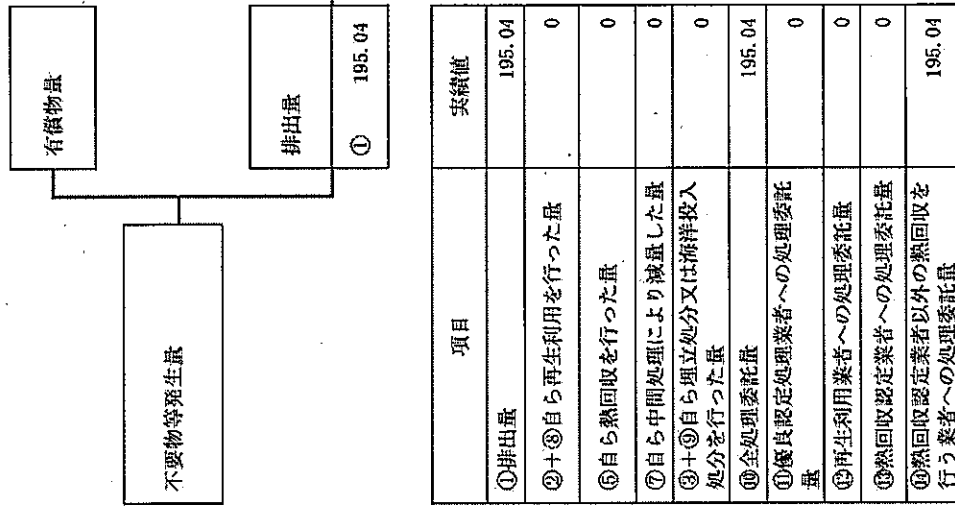 不要物等発生量
有償物量
排出量
① 195.04
項目 実績値
①排出量 195.04
②+⑧自ら再生利用を行った量 0
⑤自ら熱回収を行った量 0
⑦自ら中間処理により減量した量 0
③+⑨自ら埋立処分又は海洋投入
処分を行った量 0
⑩全処理委託量 195.04
⑪優良認定処理業者への処理委託
量 0
⑫再生利用業者への処理委託量 0
⑬熱回収認定業者への処理委託量 0
⑭熱回収認定業者以外の熱回収を
行う業者への処理委託量 195.04